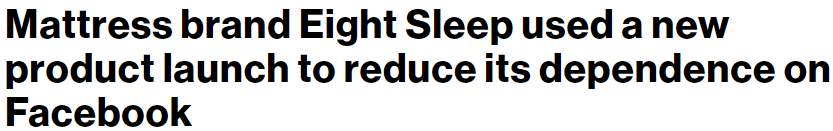 Mattress brand Eight Sleep used a new
product launch to reduce its dependence on
Facebook